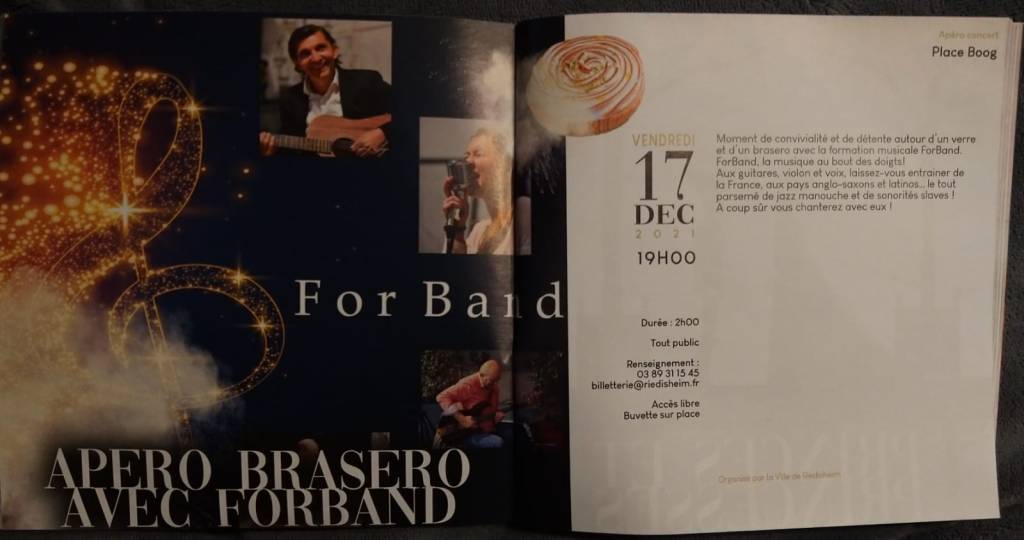 For Band
APERO BRASERO
AVEC FORBAND
Apéro concert
Place Boog
VENDREDI
17
DEC
2021
19H00
Moment de convivialité et de détente autour d'un verre
et d'un brasero avec la formation musicale ForBand.
ForBand, la musique au bout des doigts!
Aux guitares, violon et voix, laissez-vous entrainer de
la France, aux pays anglo-saxons et latinos... le tout
parsemé de jazz manouche et de sonorités slaves !
A coup sûr vous chanterez avec eux !
Durée : 2h00
Tout public
Renseignement :
03 89 31 15 45
billetterie@riedisheim.fr
Accès libre
Buvette sur place
Organisé par la Ville de Riedisheim